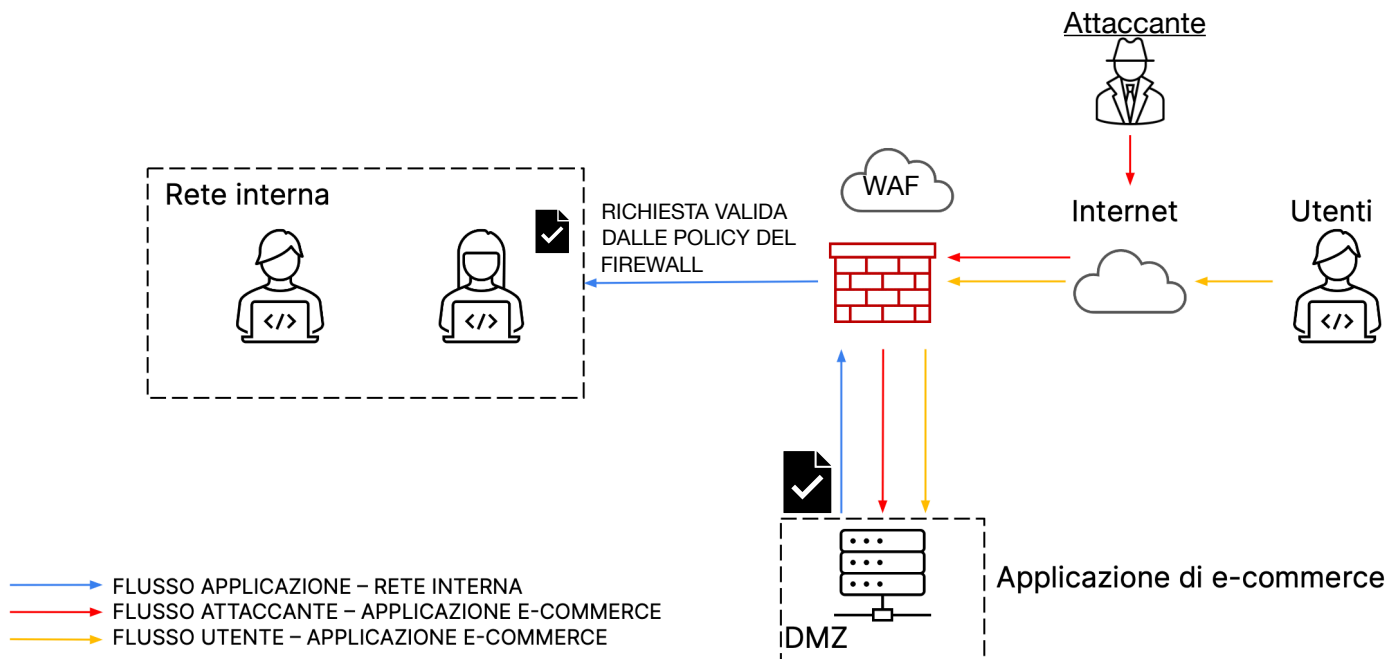 Attaccante
WAF
Rete interna
RICHIESTA VALIDA
DALLE POLICY DEL
FIREWALL
Internet
Utenti
</>
</>
</>
Applicazione di e-commerce
DMZ
FLUSSO APPLICAZIONE – RETE INTERNA
FLUSSO ATTACCANTE – APPLICAZIONE E-COMMERCE
FLUSSO UTENTE – APPLICAZIONE E-COMMERCE